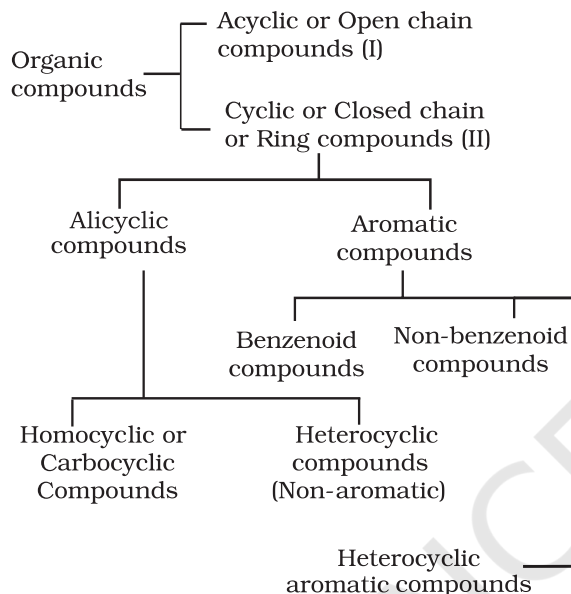 Acyclic or Open chain
compounds (I)
Organic
compounds
Cyclic or Closed chain
or Ring compounds (II)
Alicyclic
compounds
Aromatic
compounds
Benzenoid
compounds
Non-benzenoid
compounds
Homocyclic or
Carbocyclic
Compounds
Heterocyclic
compounds
(Non-aromatic)
Heterocyclic
aromatic compounds